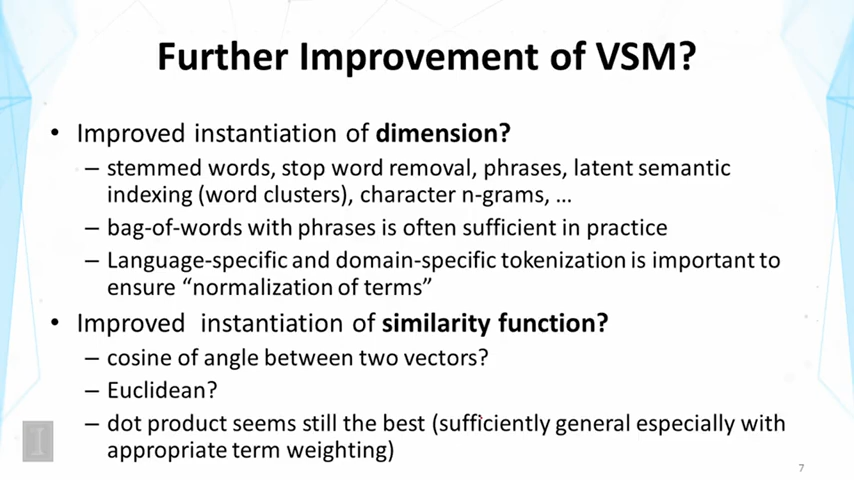 Further Improvement of VSM?
• Improved instantiation of dimension?
– stemmed words, stop word removal, phrases, latent semantic
indexing (word clusters), character n-grams, …
– bag-of-words with phrases is often sufficient in practice
– Language-specific and domain-specific tokenization is important to
ensure “normalization of terms”
• Improved instantiation of similarity function?
– cosine of angle between two vectors?
– Euclidean?
– dot product seems still the best (sufficiently general especially with
appropriate term weighting)
I
7